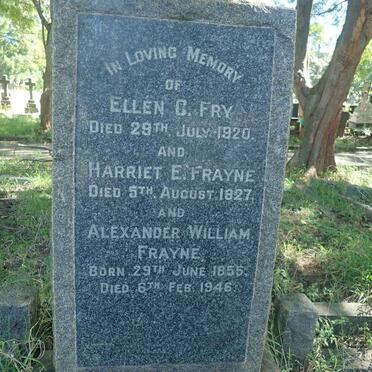 IN LOVING MEMORY
OF
ELLEN C. FRY
DIED 29TH JULY 1920.
AND
HARRIET E. FRAYNE
DIED 5TH AUGUST 1927.
AND
ALEXANDER WILLIAM
FRAYNE.
BORN 29TH JUNE 1855.
DIED 6TH FEB. 1946.